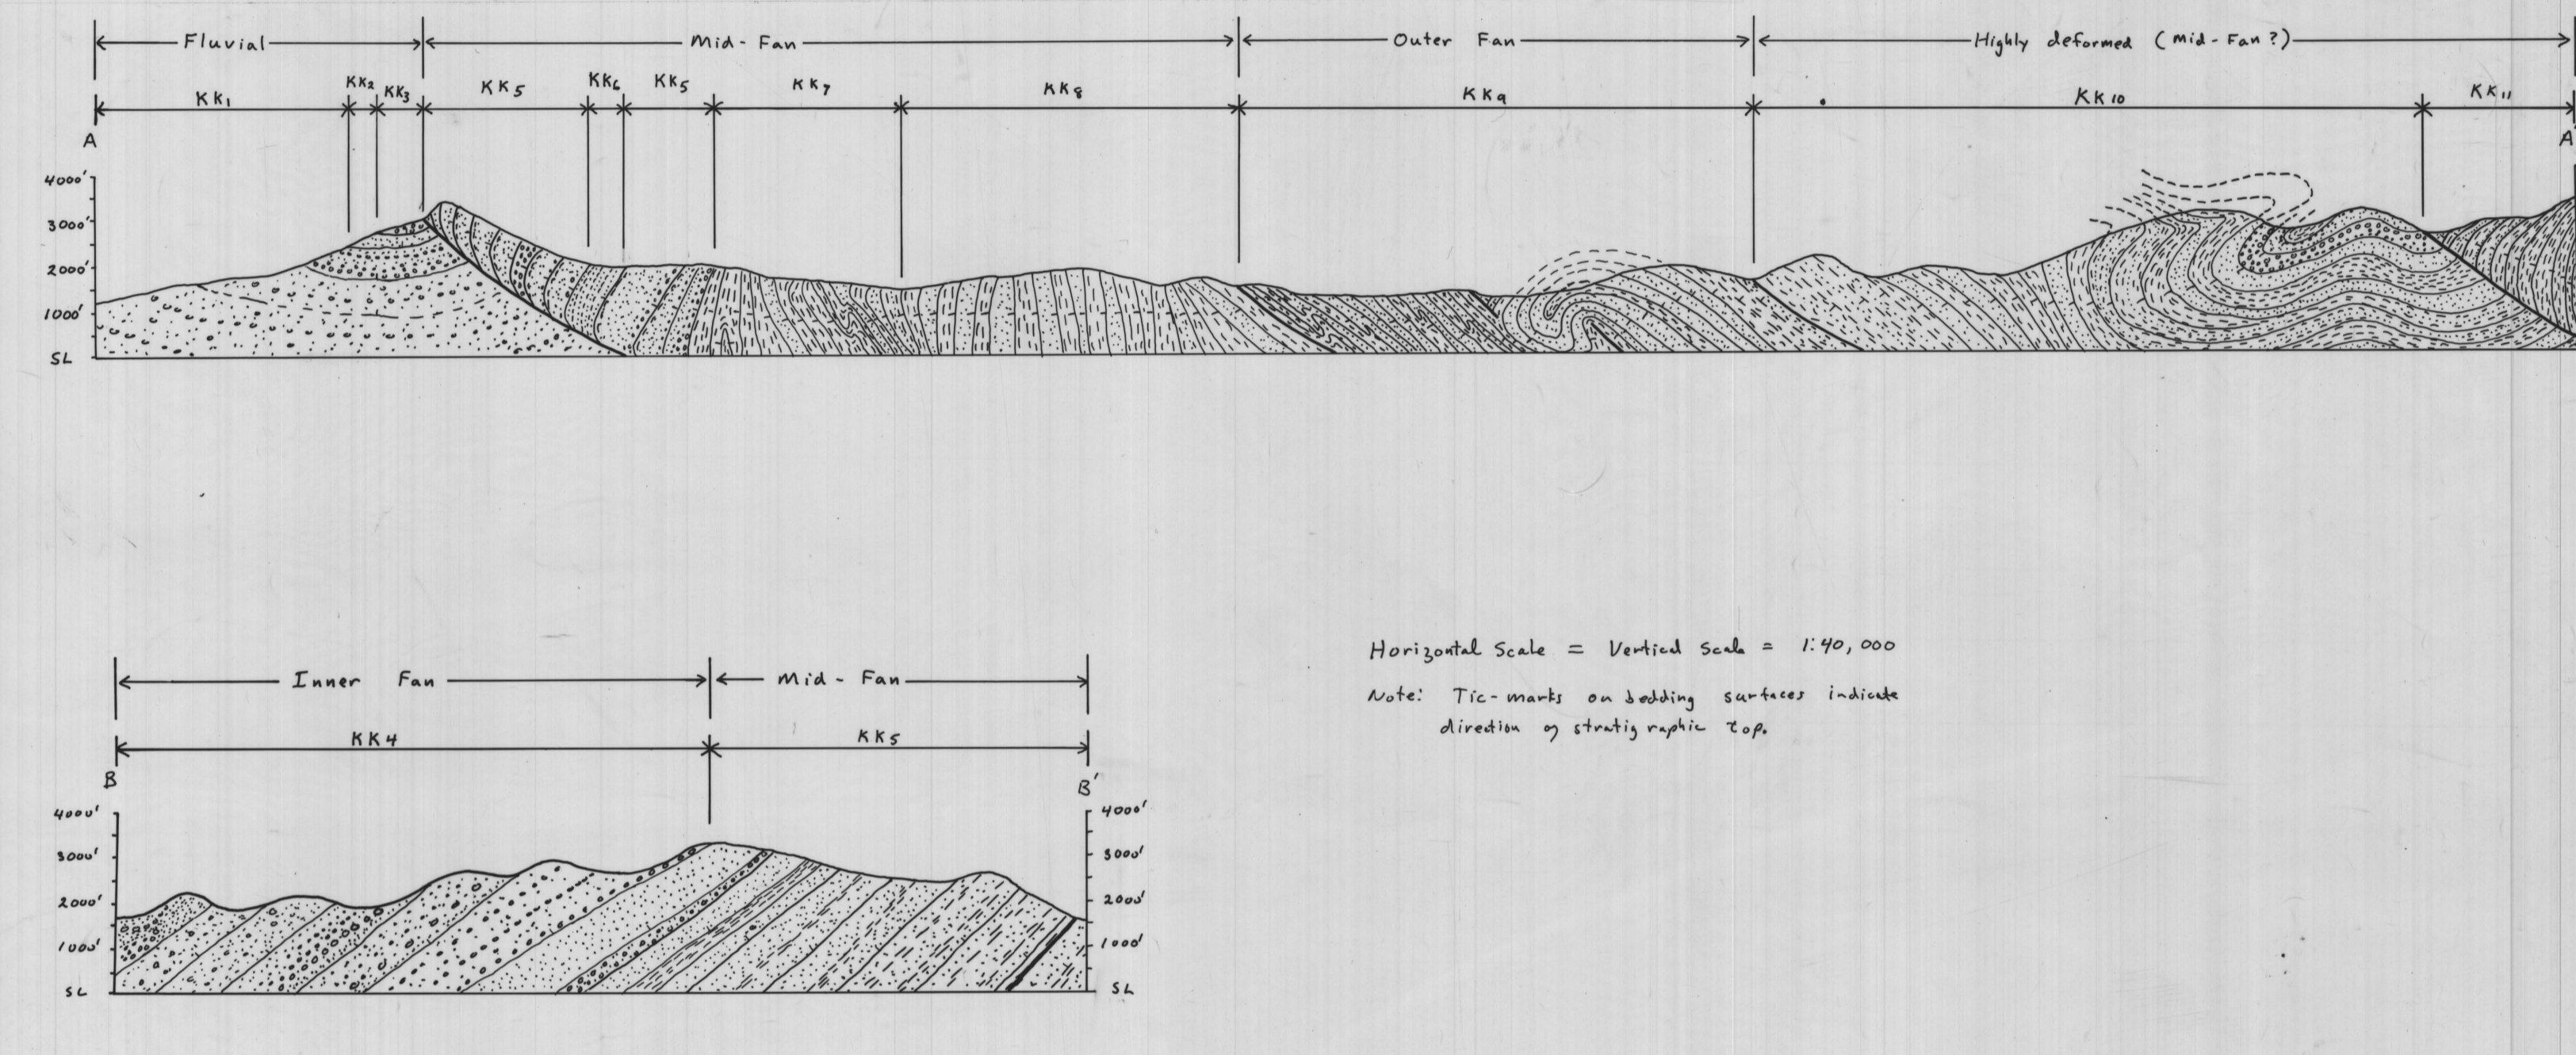 Fluvial Mid-Fan Outer Fan Highly deformed (Mid-Fan?)
KK1 KK2 KK3 KK5 KK6 KK5 KK7 KK8 KK9 KK10 KK11
A A
4000'
3000'
2000'
1000'
SL
Inner Fan Mid-Fan
KK4 KK5
B B'
4000' 4000'
3000' 3000'
2000' 2000'
1000' 1000'
SL SL
Horizontal Scale = Vertical Scale = 1:40,000
Note: Tic-marks on bedding surfaces indicate
direction of stratigraphic top.